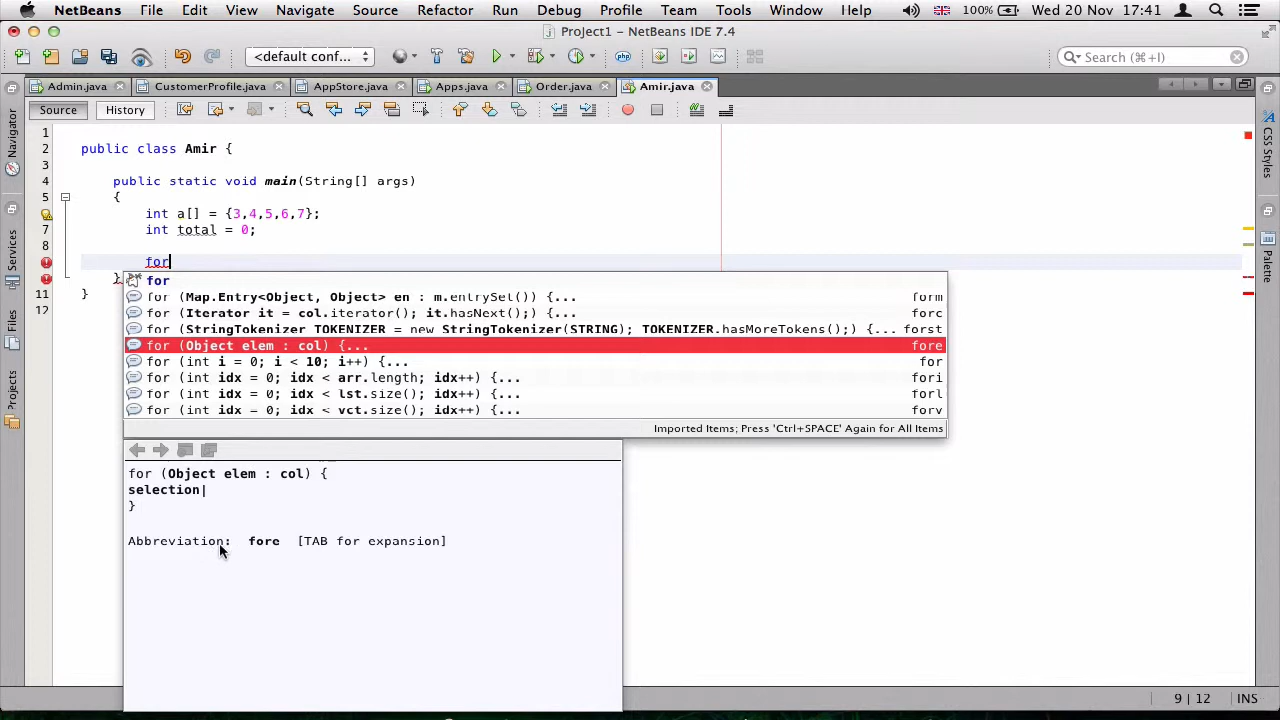 NetBeans File Edit View Navigate Source Refactor Run Debug Profile Team Tools Window Help 100% Wed 20 Nov 17:41
Project1 – NetBeans IDE 7.4
<default conf... Search (⌘+I)
Admin.java CustomerProfile.java AppStore.java Apps.java Order.java Amir.java
Source History
Navigator
Services
Files
Projects
CSS Styles
Palette
1
2 public class Amir {
3
4 public static void main(String[] args)
5 {
int a[] = {3,4,5,6,7};
7 int total = 0;
8
for
}
11 }
12
for
for (Map.Entry<Object, Object> en : m.entrySet()) {... form
for (Iterator it = col.iterator(); it.hasNext();) {... forc
for (StringTokenizer TOKENIZER = new StringTokenizer(STRING); TOKENIZER.hasMoreTokens();) {... forst
for (Object elem : col) {... fore
for (int i = 0; i < 10; i++) {... for
for (int idx = 0; idx < arr.length; idx++) {... fori
for (int idx = 0; idx < lst.size(); idx++) {... forl
for (int idx = 0; idx < vct.size(); idx++) {... forv
Imported Items; Press 'Ctrl+SPACE' Again for All Items
for (Object elem : col) {
selection|
}
Abbreviation: fore [TAB for expansion]
9 | 12 INS